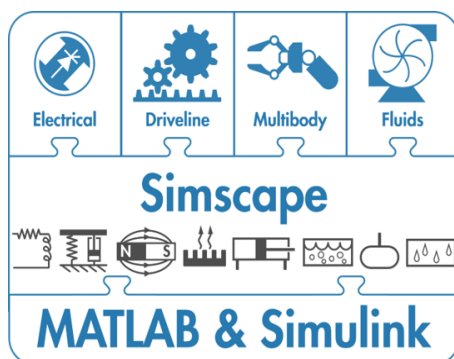 Electrical
Driveline
Multibody
Fluids
Simscape
N S
MATLAB & Simulink